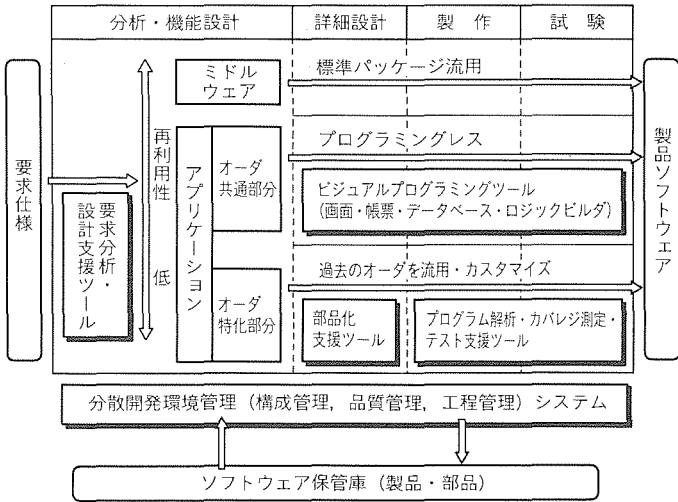 分析・機能設計
詳細設計
製作
試験
要求仕様
要求分析・
設計支援ツール
再利用性
低
ミドル
ウェア
アプリケーション
オーダ
共通部分
オーダ
特化部分
標準パッケージ流用
プログラミングレス
ビジュアルプログラミングツール
(画面・帳票・データベース・ロジックビルダ)
過去のオーダを流用・カスタマイズ
部品化
支援ツール
プログラム解析・カバレジ測定・
テスト支援ツール
製品ソフトウェア
分散開発環境管理（構成管理，品質管理，工程管理）システム
ソフトウェア保管庫（製品・部品）